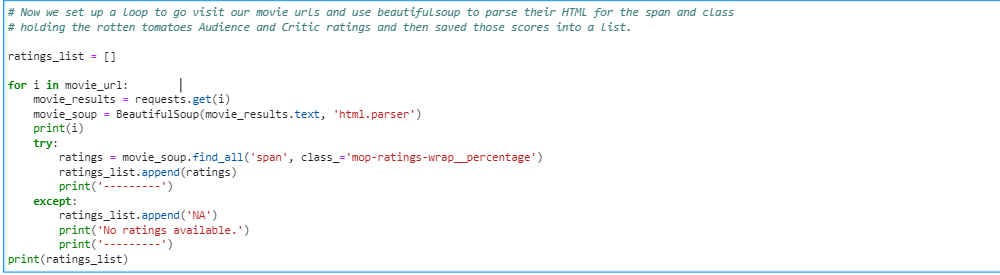 # Now we set up a loop to go visit our movie urls and use beautifulsoup to parse their HTML for the span and class
# holding the rotten tomatoes Audience and Critic ratings and then saved those scores into a list.
ratings_list = []
for i in movie_url:
    movie_results = requests.get(i)
    movie_soup = BeautifulSoup(movie_results.text, 'html.parser')
    print(i)
    try:
        ratings = movie_soup.find_all('span', class_='mop-ratings-wrap__percentage')
        ratings_list.append(ratings)
        print('---------')
    except:
        ratings_list.append('NA')
        print('No ratings available.')
        print('---------')
print(ratings_list)